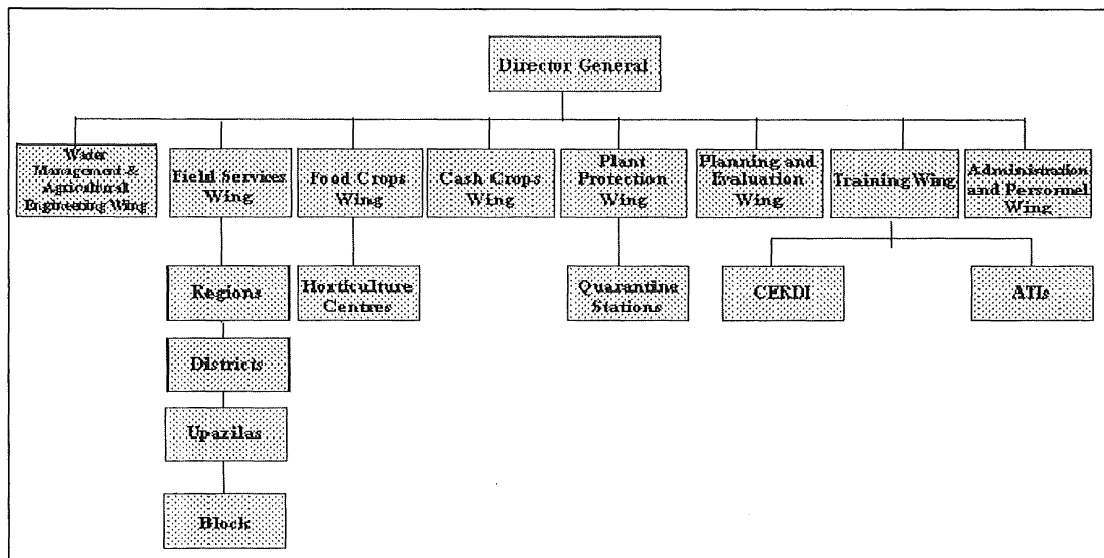 Director General
Water
Management &
Agricultural
Engineering Wing
Field Services
Wing
Food Crops
Wing
Cash Crops
Wing
Plant
Protection
Wing
Planning and
Evaluation
Wing
Training Wing
Administration
and Personnel
Wing
Regions
Horticulture
Centres
Quarantine
Stations
CERDI
ATIs
Districts
Upazilas
Block